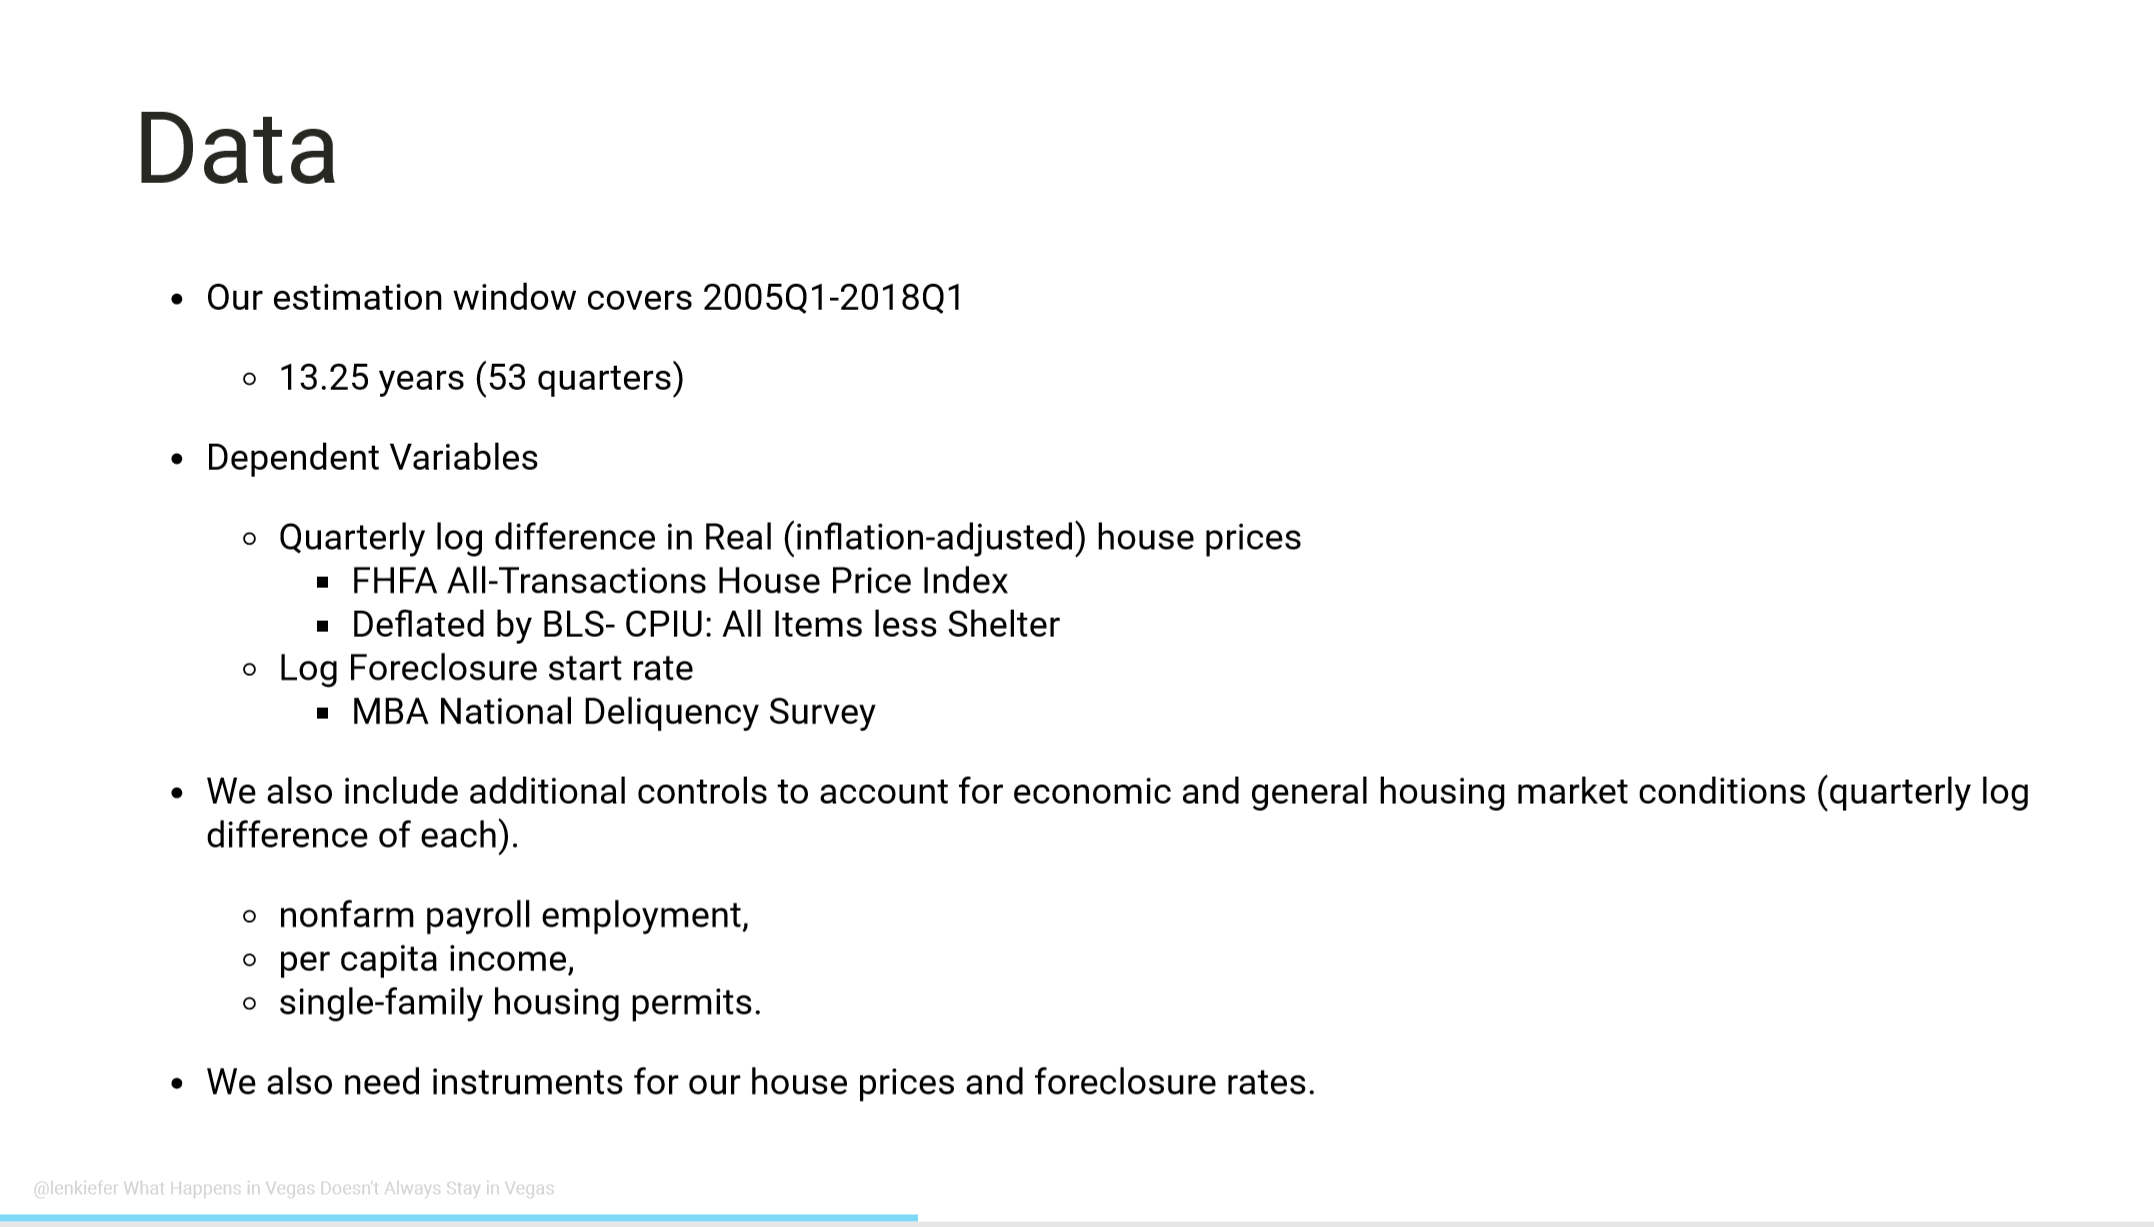 Data
• Our estimation window covers 2005Q1-2018Q1
○ 13.25 years (53 quarters)
• Dependent Variables
○ Quarterly log difference in Real (inflation-adjusted) house prices
▪ FHFA All-Transactions House Price Index
▪ Deflated by BLS- CPIU: All Items less Shelter
○ Log Foreclosure start rate
▪ MBA National Deliquency Survey
• We also include additional controls to account for economic and general housing market conditions (quarterly log
difference of each).
○ nonfarm payroll employment,
○ per capita income,
○ single-family housing permits.
• We also need instruments for our house prices and foreclosure rates.
@lenkiefer What Happens in Vegas Doesn't Always Stay in Vegas